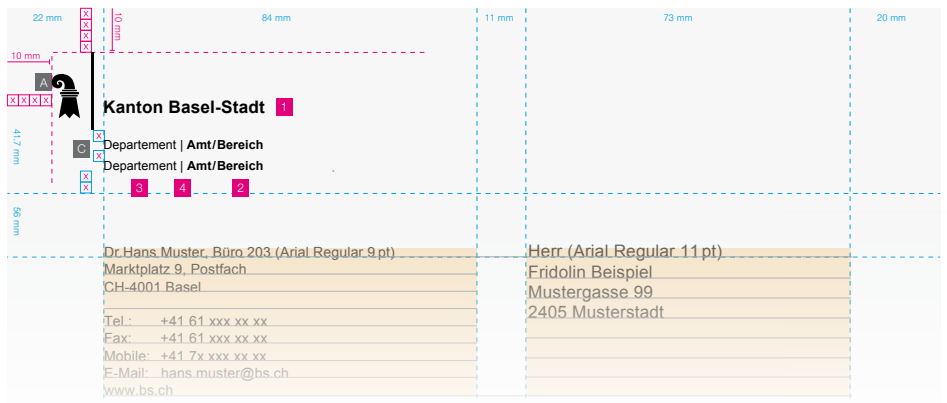 22 mm
84 mm
11 mm
73 mm
20 mm
X
X
X
X
10 mm
10 mm
A
X X X X
Kanton Basel-Stadt 1
41.7 mm
X
C
Departement | Amt/Bereich
X
Departement | Amt/Bereich
X
X
3 4 2
56 mm
Dr.Hans Muster, Büro 203 (Arial Regular 9 pt)
Marktplatz 9, Postfach
CH-4001 Basel
Tel.: +41 61 xxx xx xx
Fax: +41 61 xxx xx xx
Mobile: +41 7x xxx xx xx
E-Mail: hans.muster@bs.ch
www.bs.ch
Herr (Arial Regular 11 pt)
Fridolin Beispiel
Mustergasse 99
2405 Musterstadt